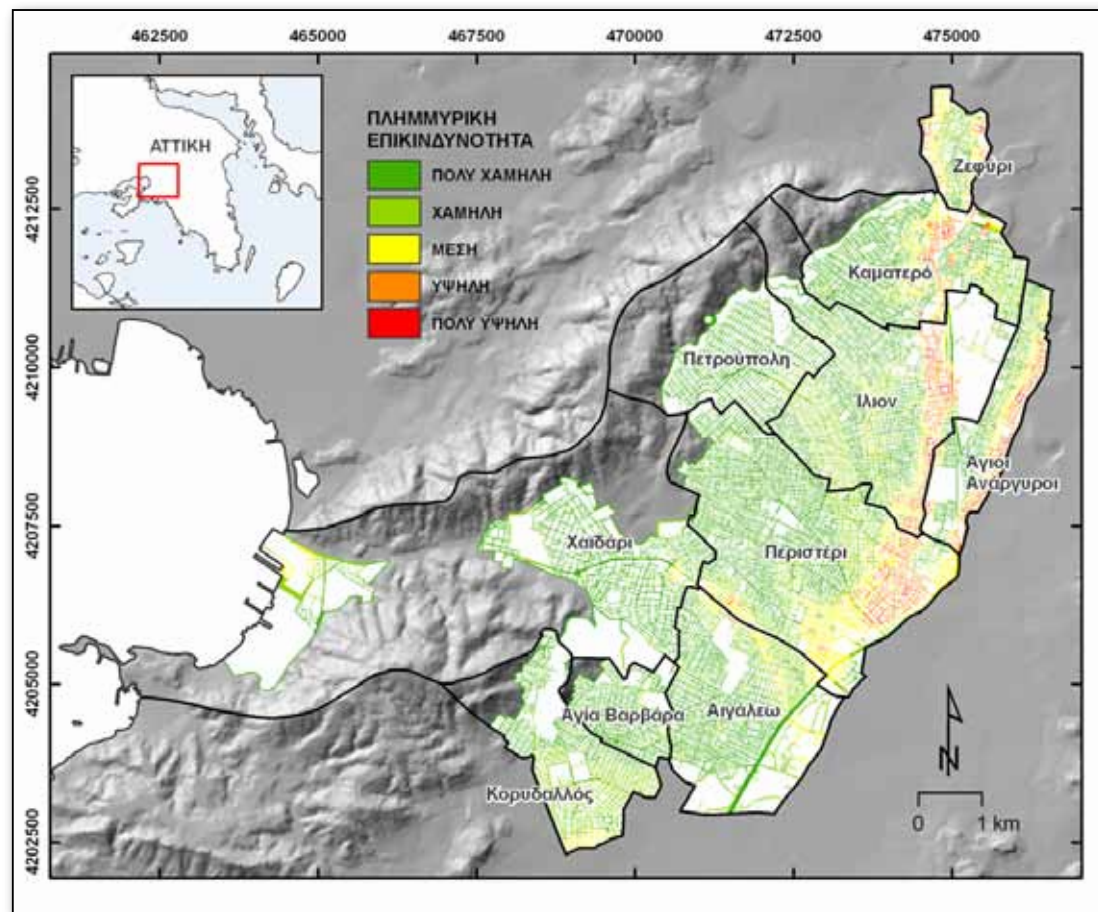 462500 465000 467500 470000 472500 475000
4212500
4210000
4207500
4205000
4202500
ΑΤΤΙΚΗ
ΠΛΗΜΜΥΡΙΚΗ
ΕΠΙΚΙΝΔΥΝΟΤΗΤΑ
ΠΟΛΥ ΧΑΜΗΛΗ
ΧΑΜΗΛΗ
ΜΕΣΗ
ΥΨΗΛΗ
ΠΟΛΥ ΥΨΗΛΗ
Ζεφύρι
Καματερό
Πετρούπολη
Ίλιον
Άγιοι
Ανάργυροι
Χαϊδάρι
Περιστέρι
Αγία Βαρβάρα
Αιγάλεω
Κορυδαλλός
N
0 1 km